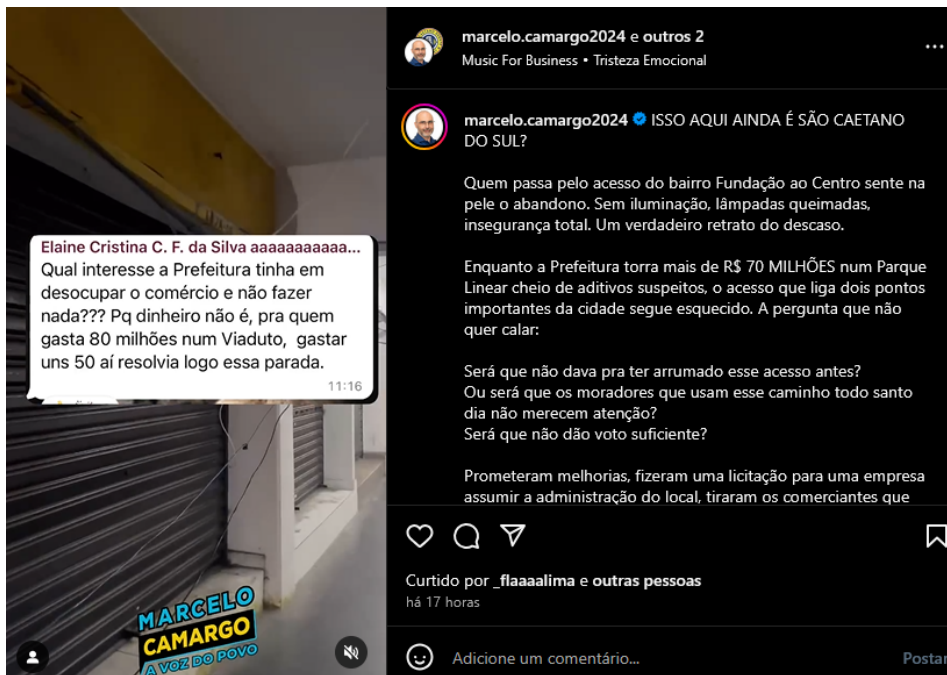 Elaine Cristina C. F. da Silva aaaaaaaaaaa...
Qual interesse a Prefeitura tinha em
desocupar o comércio e não fazer
nada??? Pq dinheiro não é, pra quem
gasta 80 milhões num Viaduto, gastar
uns 50 aí resolvia logo essa parada.
11:16
MARCELO
CAMARGO
A VOZ DO POVO
marcelo.camargo2024 e outros 2
Music For Business • Tristeza Emocional
marcelo.camargo2024 ISSO AQUI AINDA É SÃO CAETANO
DO SUL?
Quem passa pelo acesso do bairro Fundação ao Centro sente na
pele o abandono. Sem iluminação, lâmpadas queimadas,
insegurança total. Um verdadeiro retrato do descaso.
Enquanto a Prefeitura torra mais de R$ 70 MILHÕES num Parque
Linear cheio de aditivos suspeitos, o acesso que liga dois pontos
importantes da cidade segue esquecido. A pergunta que não
quer calar:
Será que não dava pra ter arrumado esse acesso antes?
Ou será que os moradores que usam esse caminho todo santo
dia não merecem atenção?
Será que não dão voto suficiente?
Prometeram melhorias, fizeram uma licitação para uma empresa
assumir a administração do local, tiraram os comerciantes que
Curtido por _flaaaalima e outras pessoas
há 17 horas
Adicione um comentário...
Postar